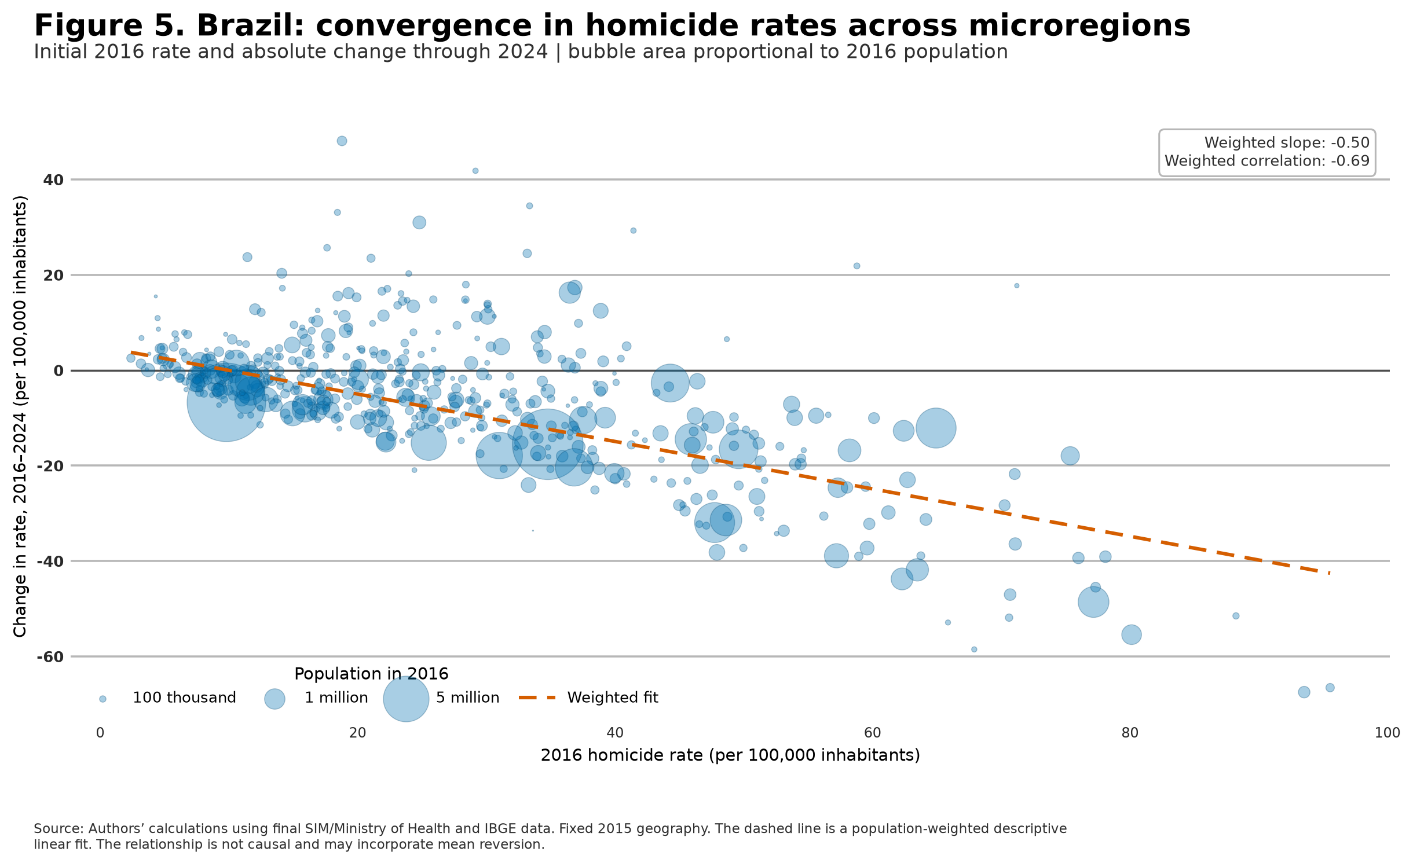 Figure 5. Brazil: convergence in homicide rates across microregions
Initial 2016 rate and absolute change through 2024 | bubble area proportional to 2016 population
Weighted slope: -0.50
Weighted correlation: -0.69
Change in rate, 2016–2024 (per 100,000 inhabitants)
40
20
0
-20
-40
-60
Population in 2016
100 thousand
1 million
5 million
Weighted fit
0
20
40
60
80
100
2016 homicide rate (per 100,000 inhabitants)
Source: Authors’ calculations using final SIM/Ministry of Health and IBGE data. Fixed 2015 geography. The dashed line is a population-weighted descriptive
linear fit. The relationship is not causal and may incorporate mean reversion.